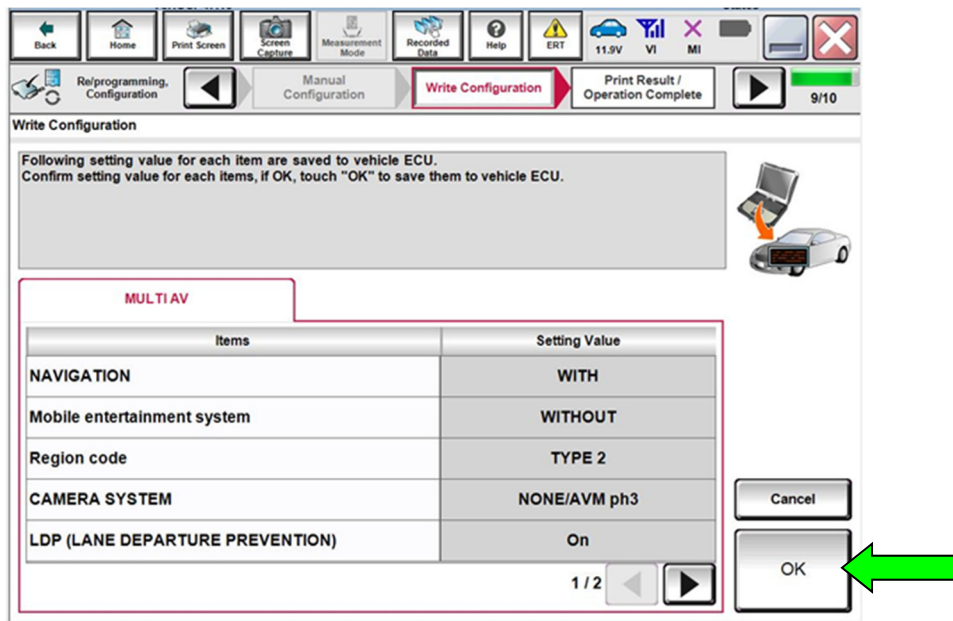 Back
Home
Print Screen
Screen
Capture
Measurement
Mode
Recorded
Data
Help
ERT
11.9V
VI
MI
Re/programming,
Configuration
Manual
Configuration
Write Configuration
Print Result /
Operation Complete
9/10
Write Configuration
Following setting value for each item are saved to vehicle ECU.
Confirm setting value for each items, if OK, touch "OK" to save them to vehicle ECU.
MULTI AV
Items
Setting Value
NAVIGATION
WITH
Mobile entertainment system
WITHOUT
Region code
TYPE 2
CAMERA SYSTEM
NONE/AVM ph3
LDP (LANE DEPARTURE PREVENTION)
On
1 / 2
Cancel
OK